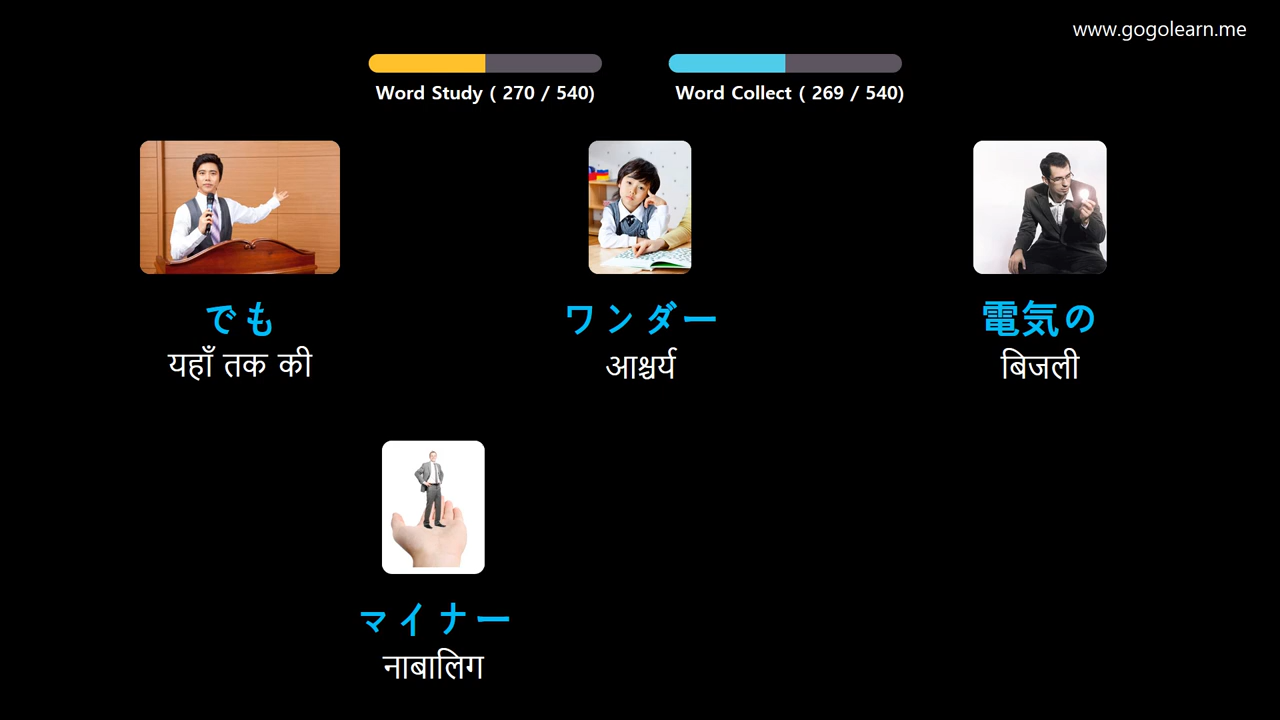 www.gogolearn.me
Word Study ( 270 / 540)
Word Collect ( 269 / 540)
でも
यहाँ तक की
ワンダー
आश्चर्य
電気の
बिजली
マイナー
नाबालिग